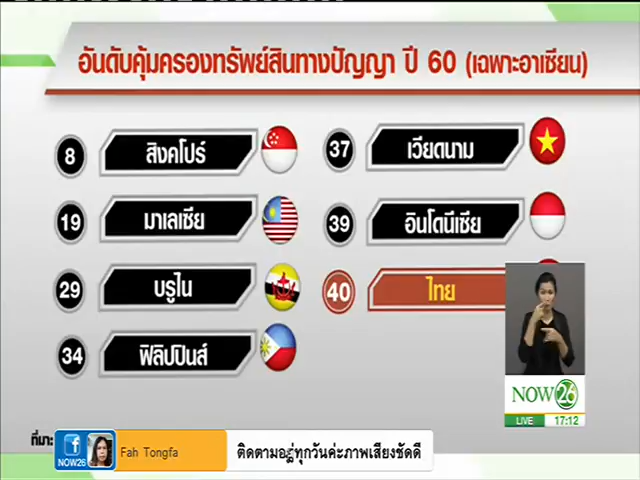 อันดับคุ้มครองทรัพย์สินทางปัญญา ปี 60 (เฉพาะอาเซียน)
8 สิงคโปร์
19 มาเลเซีย
29 บรูไน
34 ฟิลิปปินส์
37 เวียดนาม
39 อินโดนีเซีย
40 ไทย
NOW26
LIVE 17:12
ที่มาะ
NOW26 Fah Tongfa ติดตามอยู่ทุกวันค่ะภาพเสียงชัดดี